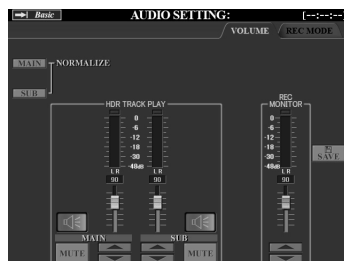 Basic AUDIO SETTING: [--:--:--]
VOLUME REC MODE
MAIN NORMALIZE
SUB
HDR TRACK PLAY
REC MONITOR
0 0
-6 -6
-12 -12
-18 -18
-30 -30
-48dB -48dB
L R L R L R
90 90 90
SAVE
MAIN SUB
MUTE MUTE